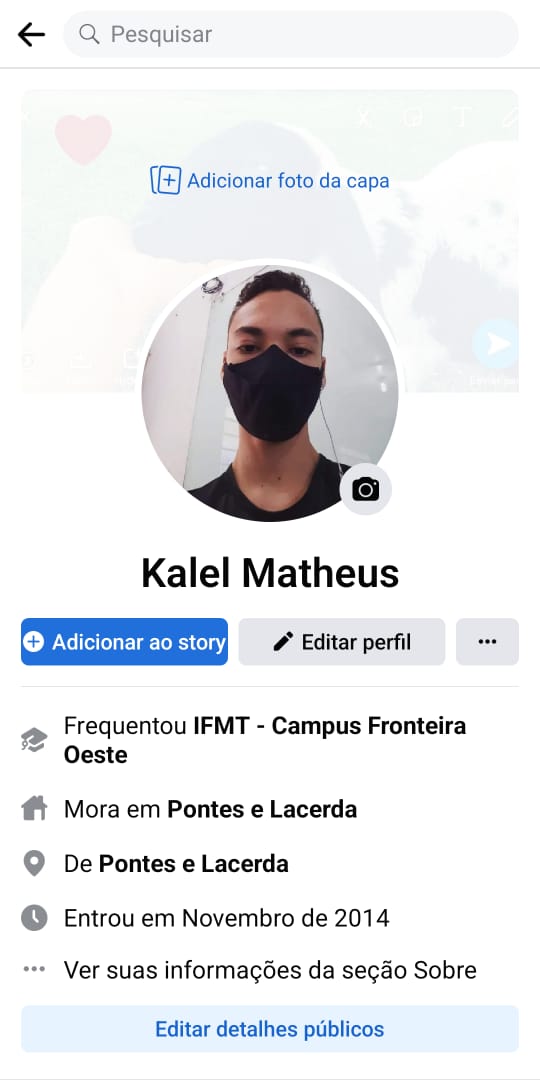 Pesquisar
Adicionar foto da capa
Kalel Matheus
Adicionar ao story
Editar perfil
Frequentou IFMT - Campus Fronteira
Oeste
Mora em Pontes e Lacerda
De Pontes e Lacerda
Entrou em Novembro de 2014
Ver suas informações da seção Sobre
Editar detalhes públicos